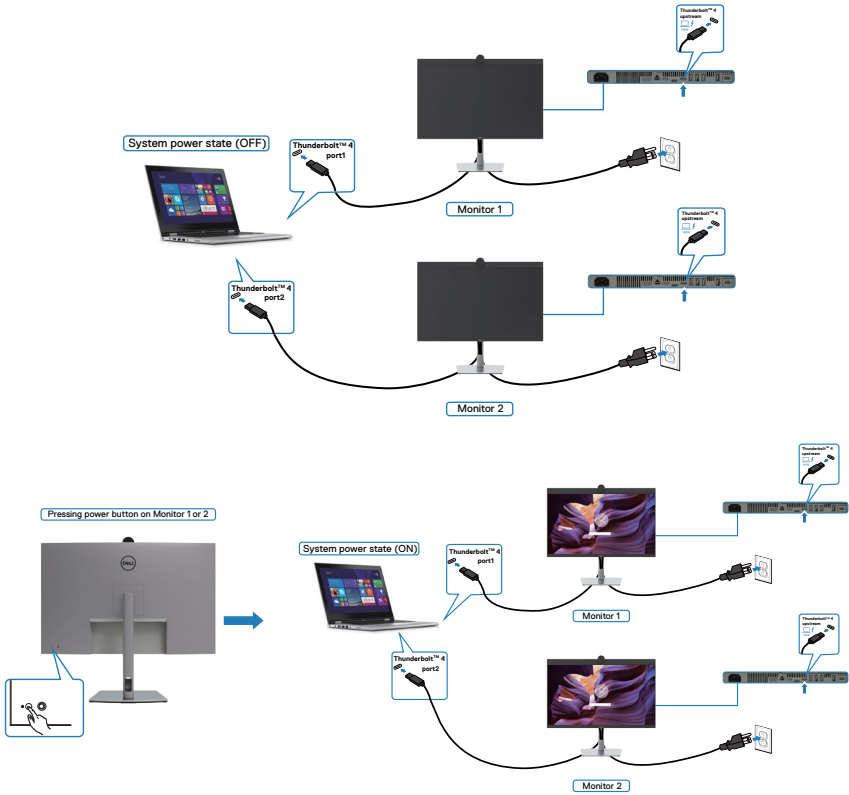 Thunderbolt™ 4
upstream
System power state (OFF)
Thunderbolt™ 4
port1
Monitor 1
Thunderbolt™ 4
upstream
Thunderbolt™ 4
port2
Monitor 2
Pressing power button on Monitor 1 or 2
DELL
System power state (ON)
Thunderbolt™ 4
port1
Thunderbolt™ 4
upstream
Monitor 1
Thunderbolt™ 4
port2
Thunderbolt™ 4
upstream
Monitor 2